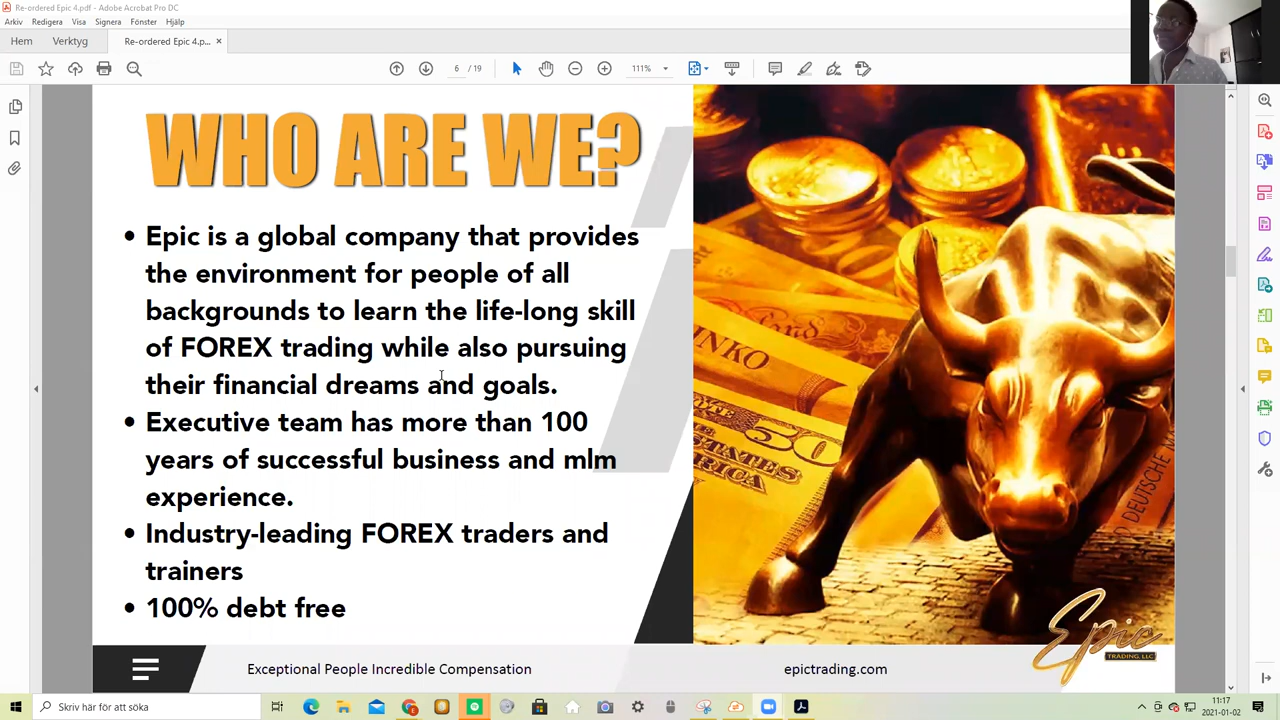 Re-ordered Epic 4.pdf - Adobe Acrobat Pro DC
Arkiv Redigera Visa Signera Fönster Hjälp
Hem Verktyg Re-ordered Epic 4.p... ×
6 / 19 111%
WHO ARE WE?
• Epic is a global company that provides
the environment for people of all
backgrounds to learn the life-long skill
of FOREX trading while also pursuing
their financial dreams and goals.
• Executive team has more than 100
years of successful business and mlm
experience.
• Industry-leading FOREX traders and
trainers
• 100% debt free
50
DEUTSCHE
Epic
TRADING, LLC
Exceptional People Incredible Compensation
epictrading.com
Skriv här för att söka
11:17
2021-01-02